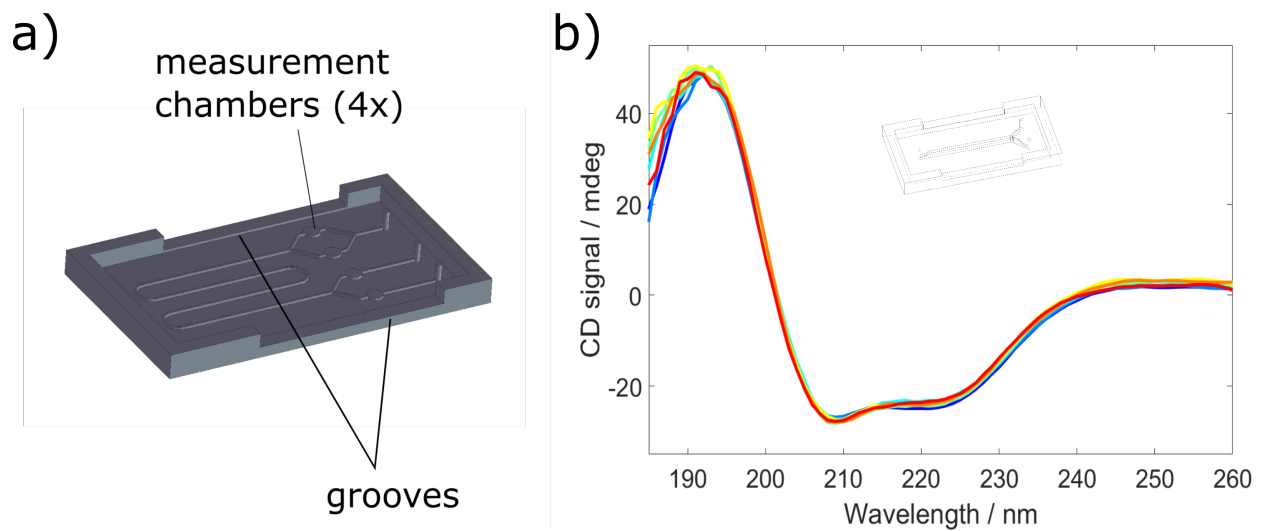 a)
measurement
chambers (4x)
grooves
b)
CD signal / mdeg
40
20
0
-20
190 200 210 220 230 240 250 260
Wavelength / nm